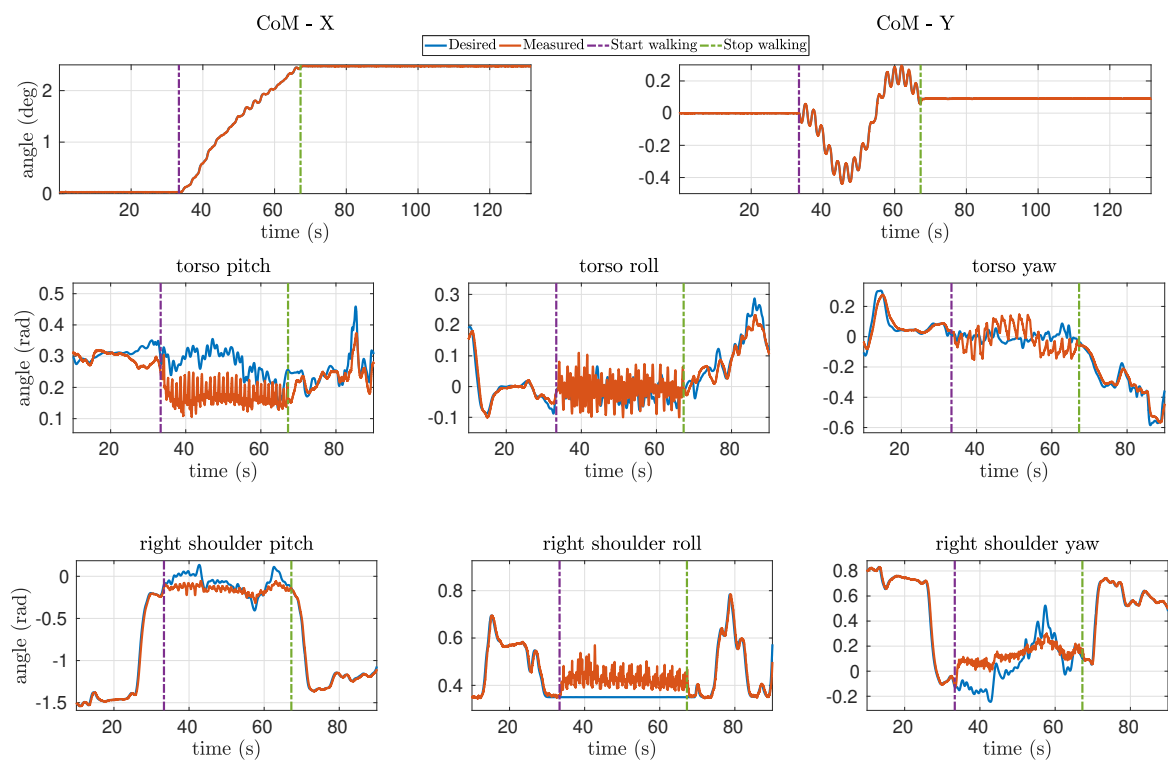 CoM - X
CoM - Y
Desired Measured Start walking Stop walking
angle (deg)
2
1
0
20 40 60 80 100 120
time (s)
0.2
0
-0.2
-0.4
20 40 60 80 100 120
time (s)
torso pitch
torso roll
torso yaw
angle (rad)
0.5
0.4
0.3
0.2
0.1
20 40 60 80
time (s)
0.3
0.2
0.1
0
-0.1
20 40 60 80
time (s)
0.2
0
-0.2
-0.4
-0.6
20 40 60 80
time (s)
right shoulder pitch
right shoulder roll
right shoulder yaw
angle (rad)
0
-0.5
-1
-1.5
20 40 60 80
time (s)
0.8
0.6
0.4
20 40 60 80
time (s)
0.8
0.6
0.4
0.2
0
-0.2
20 40 60 80
time (s)